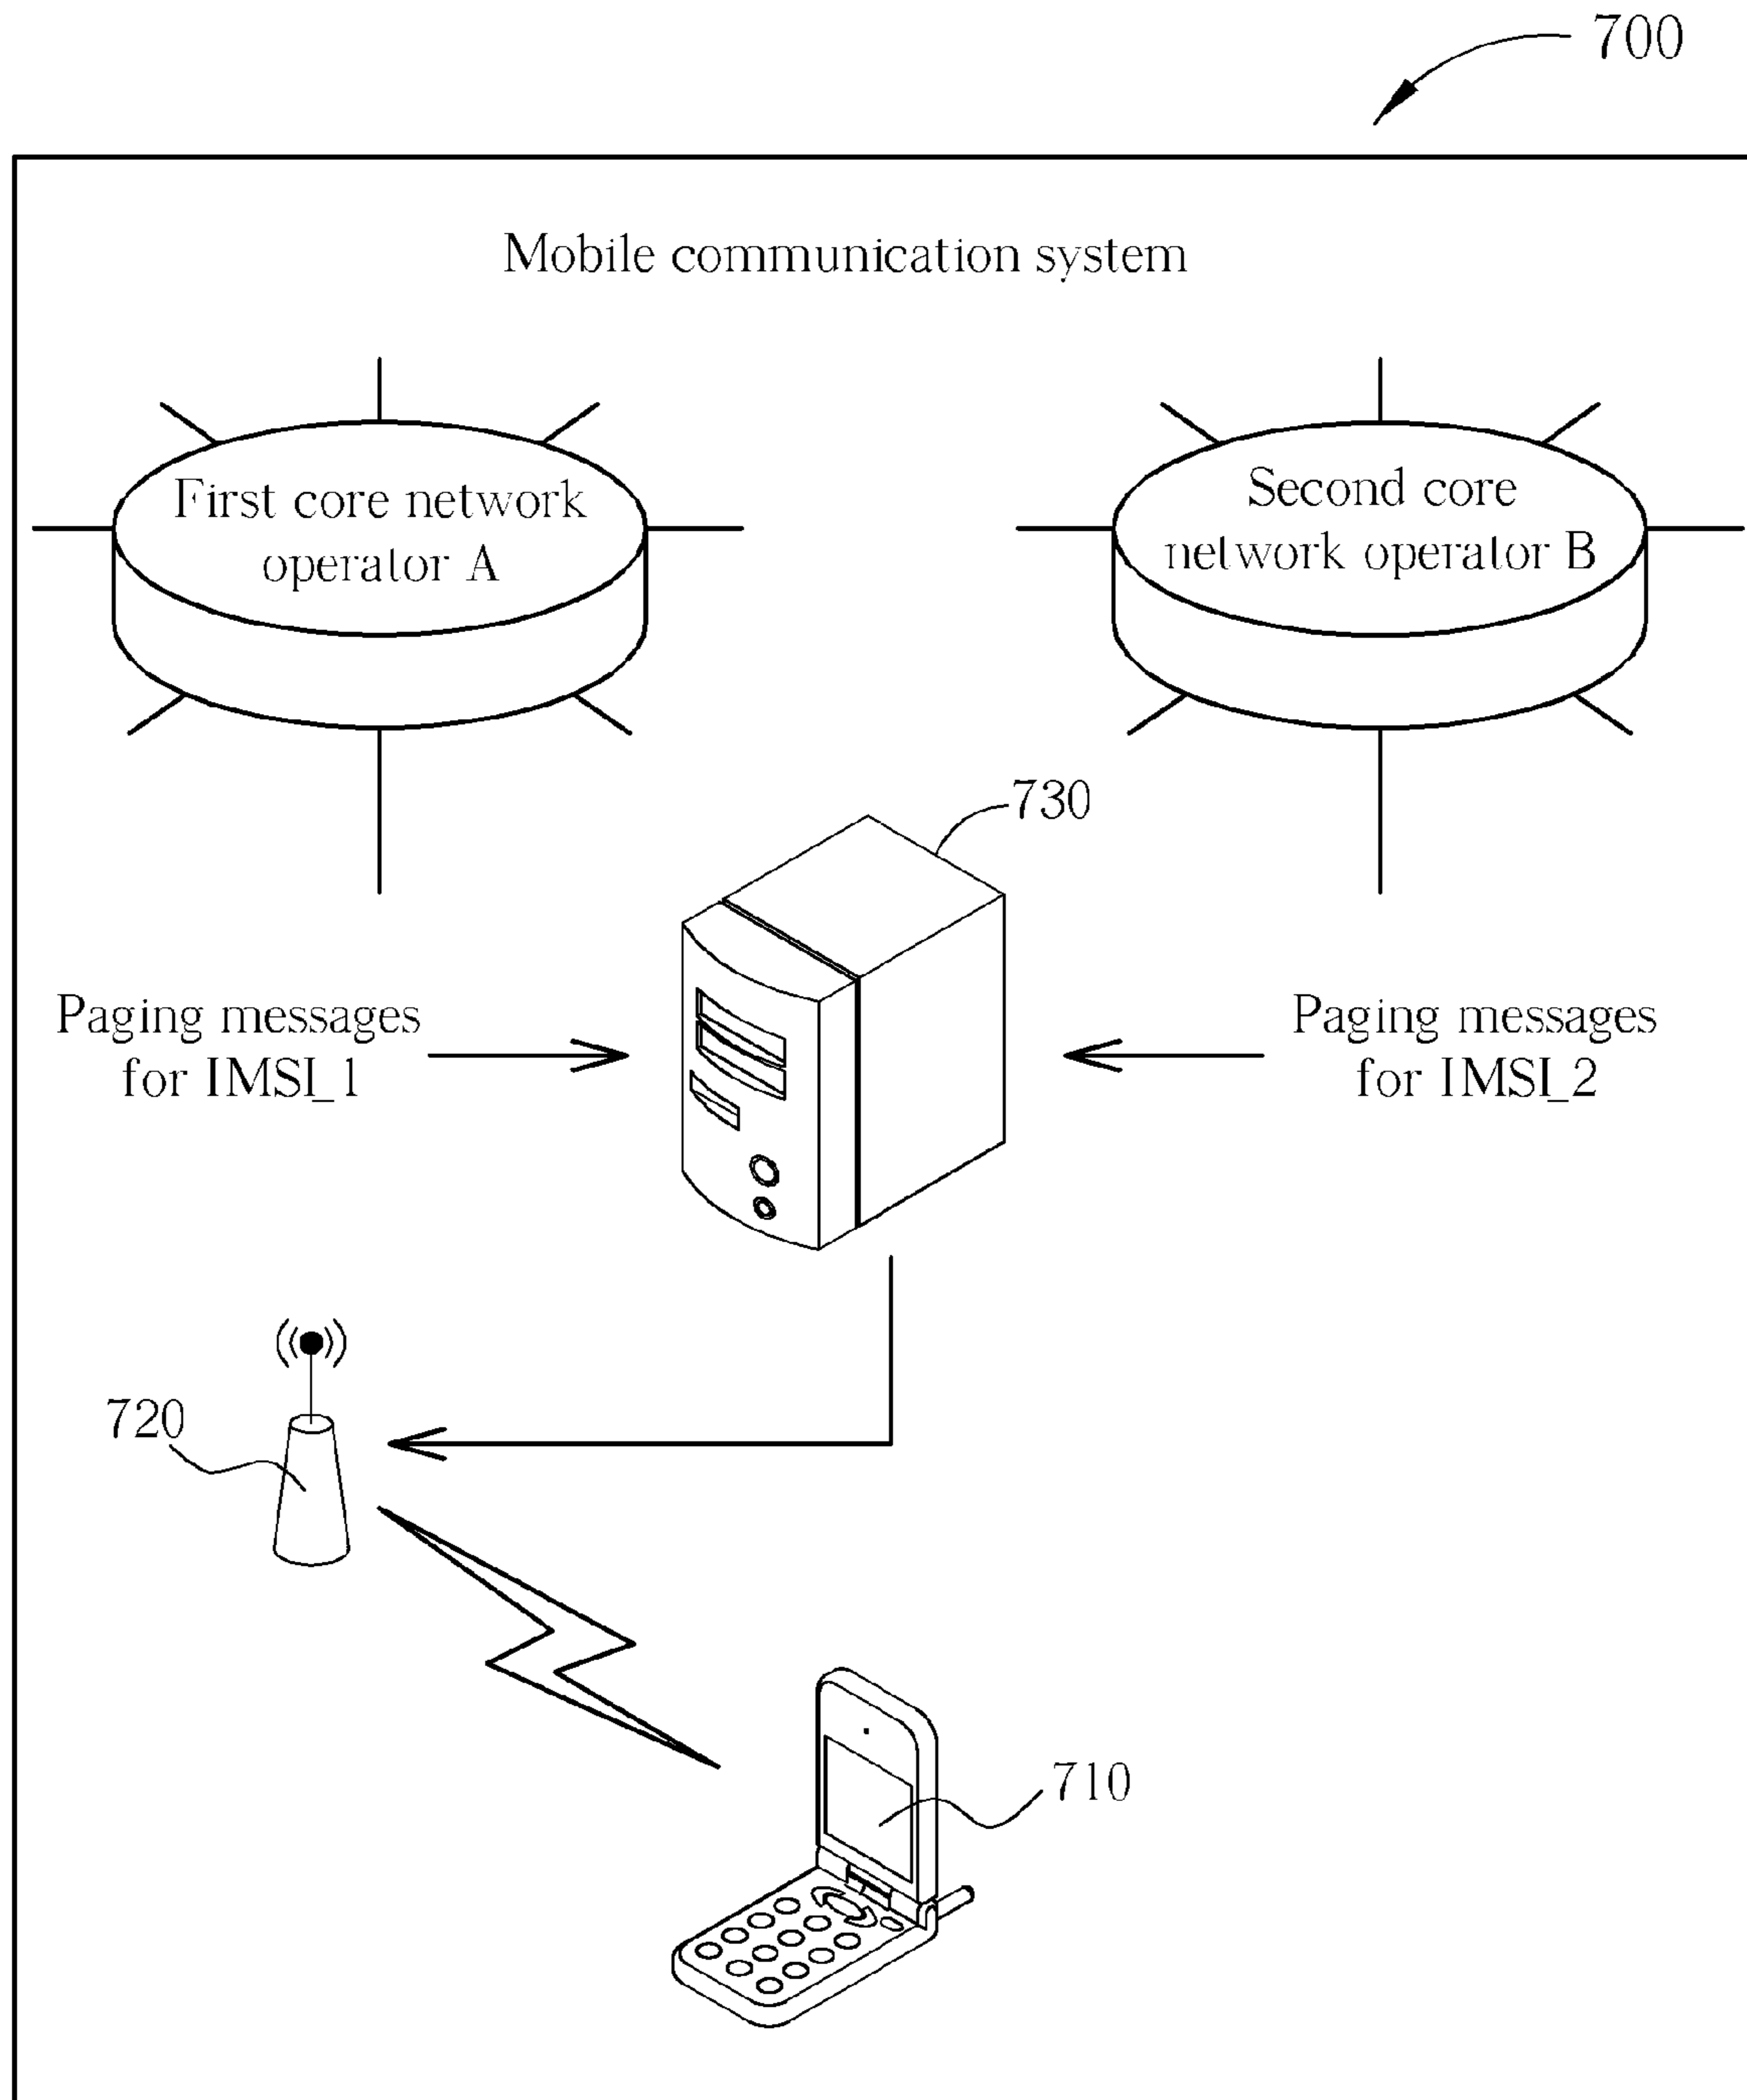 700
Mobile communication system
First core network
operator A
Second core
network operator B
730
Paging messages
for IMSI_1
Paging messages
for IMSI_2
720
710